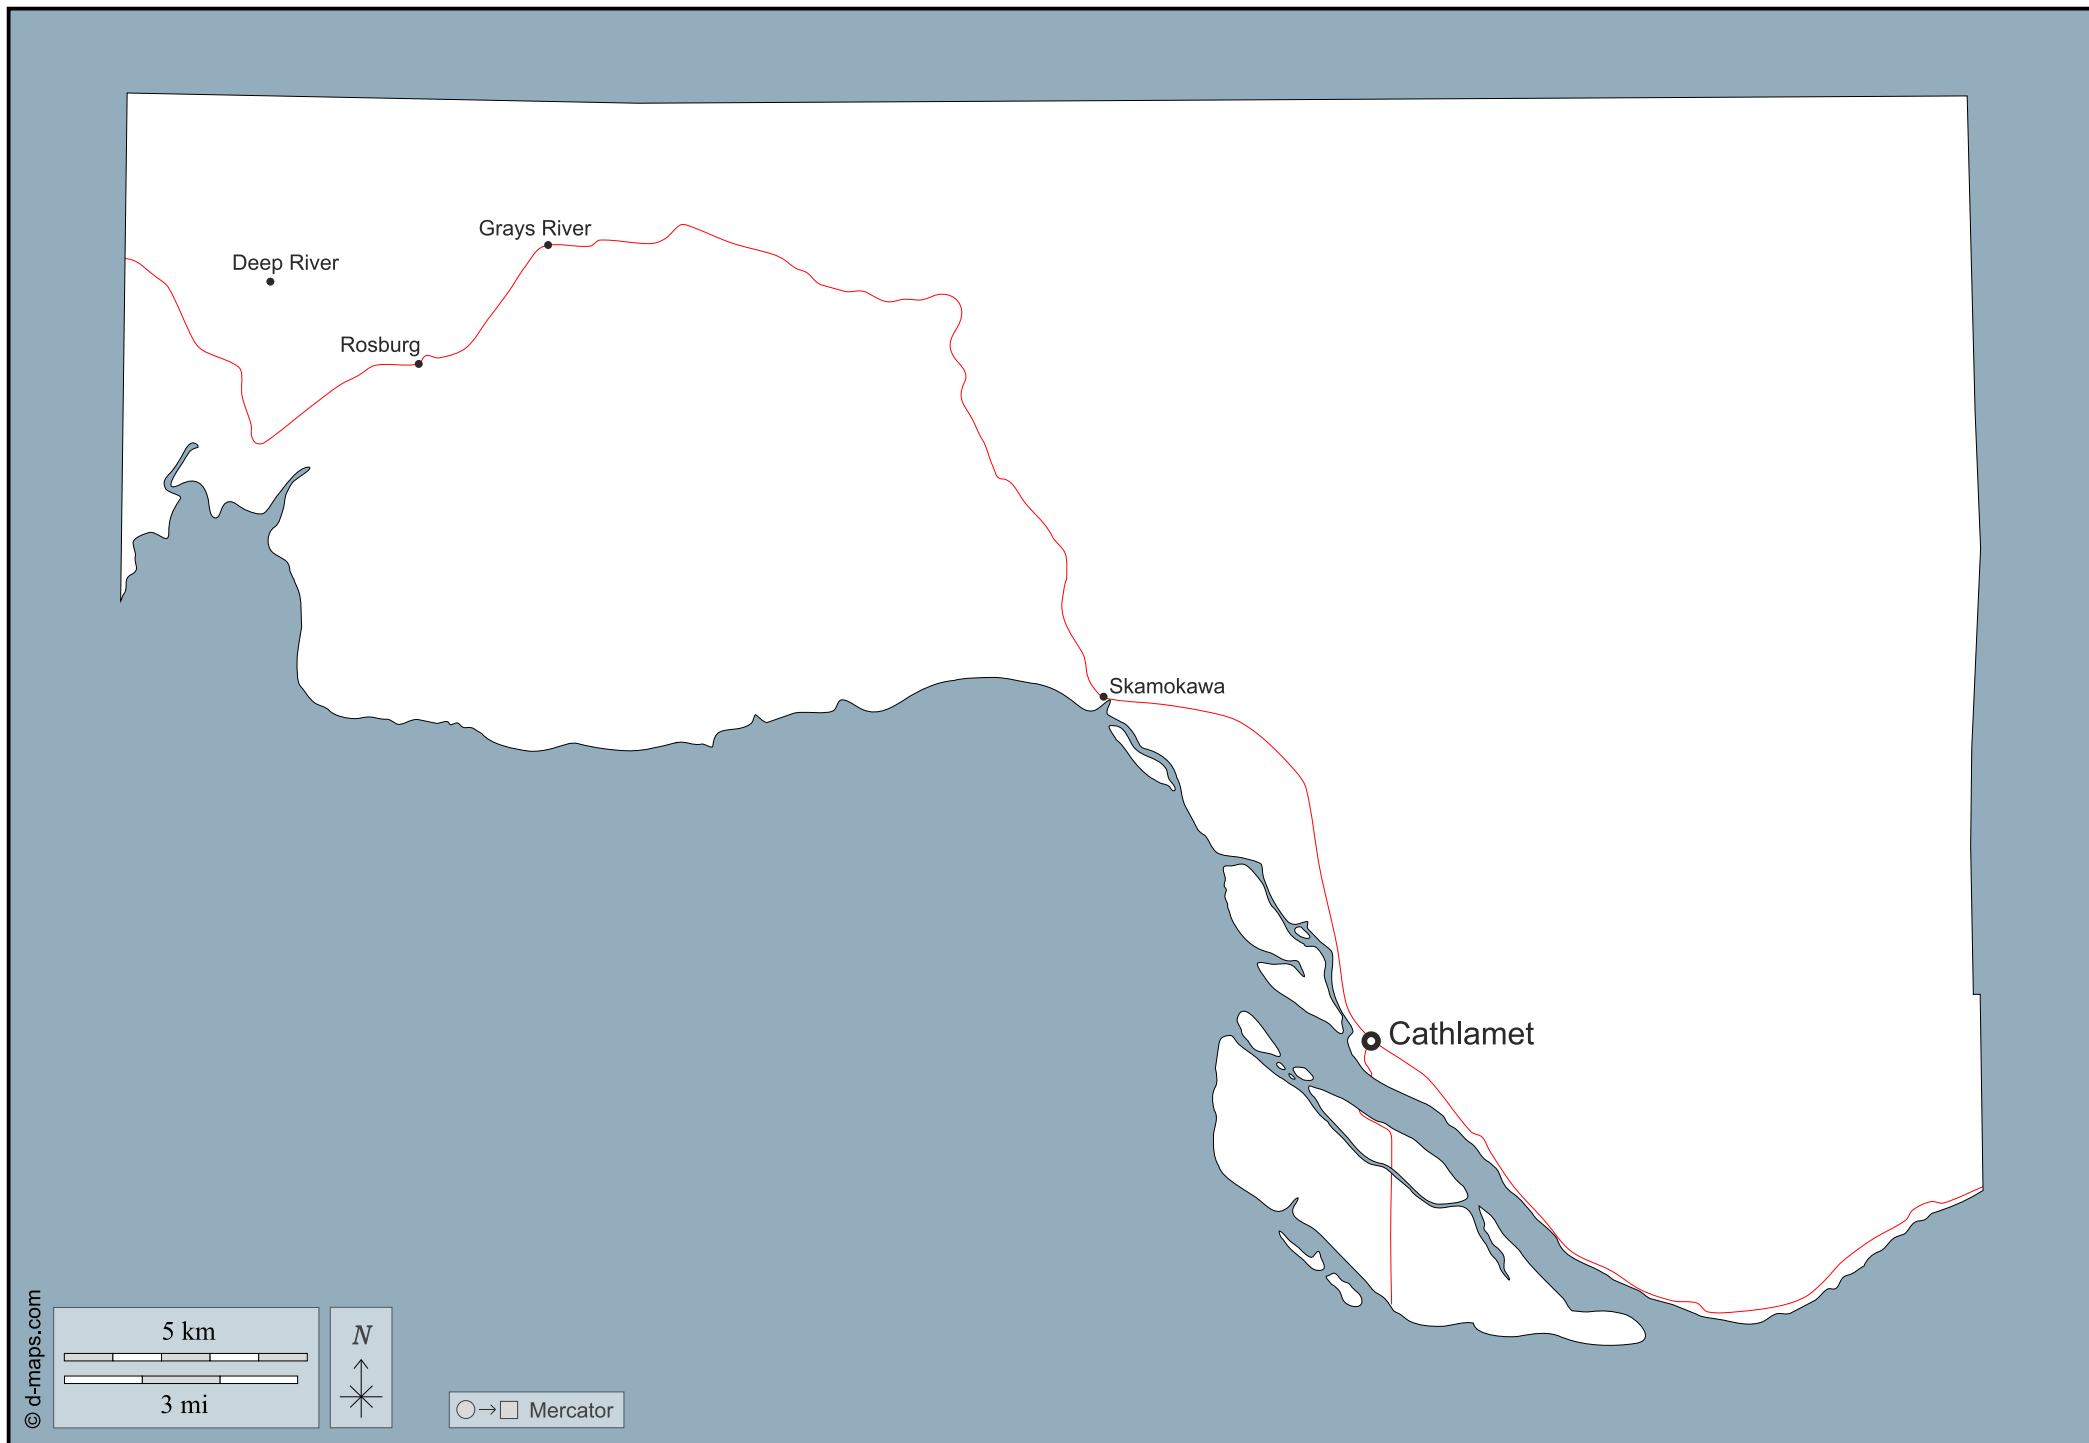 Grays River
Deep River
Rosburg
Skamokawa
Cathlamet
© d-maps.com
5 km
3 mi
N
Mercator